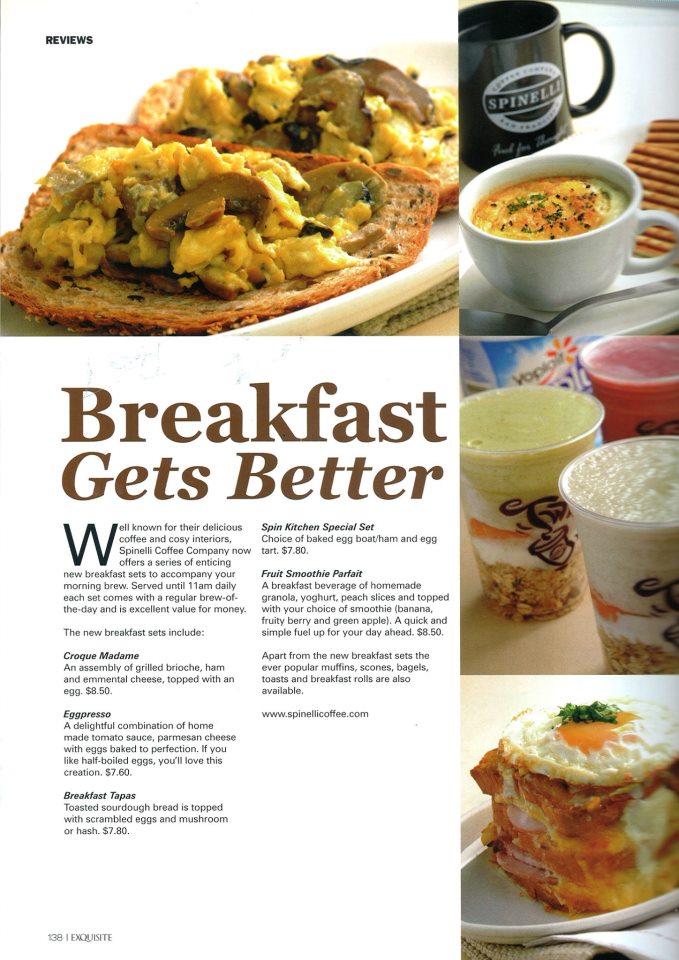 REVIEWS
COFFEE COMPANY
SPINELLI
SAN FRANCISCO
Yoplait
Breakfast
Gets Better
Well known for their delicious
coffee and cosy interiors,
Spinelli Coffee Company now
offers a series of enticing
new breakfast sets to accompany your
morning brew. Served until 11am daily
each set comes with a regular brew-of-
the-day and is excellent value for money.
The new breakfast sets include:
Croque Madame
An assembly of grilled brioche, ham
and emmental cheese, topped with an
egg. $8.50.
Eggpresso
A delightful combination of home
made tomato sauce, parmesan cheese
with eggs baked to perfection. If you
like half-boiled eggs, you'll love this
creation. $7.60.
Breakfast Tapas
Toasted sourdough bread is topped
with scrambled eggs and mushroom
or hash. $7.80.
Spin Kitchen Special Set
Choice of baked egg boat/ham and egg
tart. $7.80.
Fruit Smoothie Parfait
A breakfast beverage of homemade
granola, yoghurt, peach slices and topped
with your choice of smoothie (banana,
fruity berry and green apple). A quick and
simple fuel up for your day ahead. $8.50.
Apart from the new breakfast sets the
ever popular muffins, scones, bagels,
toasts and breakfast rolls are also
available.
www.spinellicoffee.com
138 | EXQUISITE